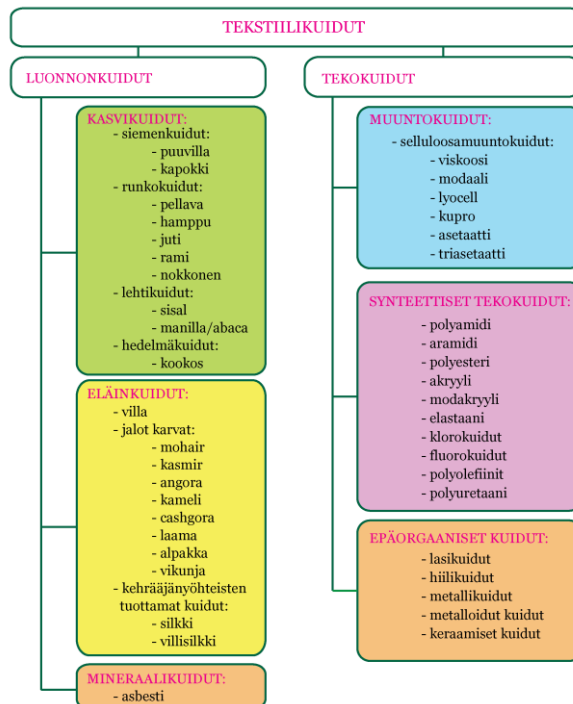 TEKSTIILIKUIDUT
LUONNONKUIDUT
KASVIKUIDUT:
- siemenkuidut:
- puuvilla
- kapokki
- runkokuidut:
- pellava
- hamppu
- juti
- rami
- nokkonen
- lehtikuidut:
- sisal
- manilla/abaca
- hedelmäkuidut:
- kookos
ELÄINKUIDUT:
- villa
- jalot karvat:
- mohair
- kasmir
- angora
- kameli
- cashgora
- laama
- alpakka
- vikunja
- kehrääjänyöhteisten
tuottamat kuidut:
- silkki
- villisilkki
MINERAALIKUIDUT:
- asbesti
TEKOKUIDUT
MUUNTOKUIDUT:
- selluloosamuuntokuidut:
- viskoosi
- modaali
- lyocell
- kupro
- asetaatti
- triasetaatti
SYNTEETTISET TEKOKUIDUT:
- polyamidi
- aramidi
- polyesteri
- akryyli
- modakryyli
- elastaani
- klorokuidut
- fluorokuidut
- polyolefiinit
- polyuretaani
EPÄORGAANISET KUIDUT:
- lasikuidut
- hiilikuidut
- metallikuidut
- metalloidut kuidut
- keraamiset kuidut